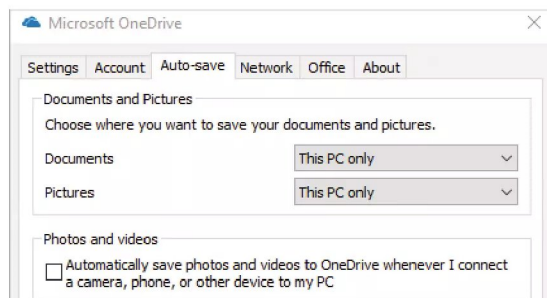 Microsoft OneDrive
Settings Account Auto-save Network Office About
Documents and Pictures
Choose where you want to save your documents and pictures.
Documents This PC only
Pictures This PC only
Photos and videos
Automatically save photos and videos to OneDrive whenever I connect
a camera, phone, or other device to my PC